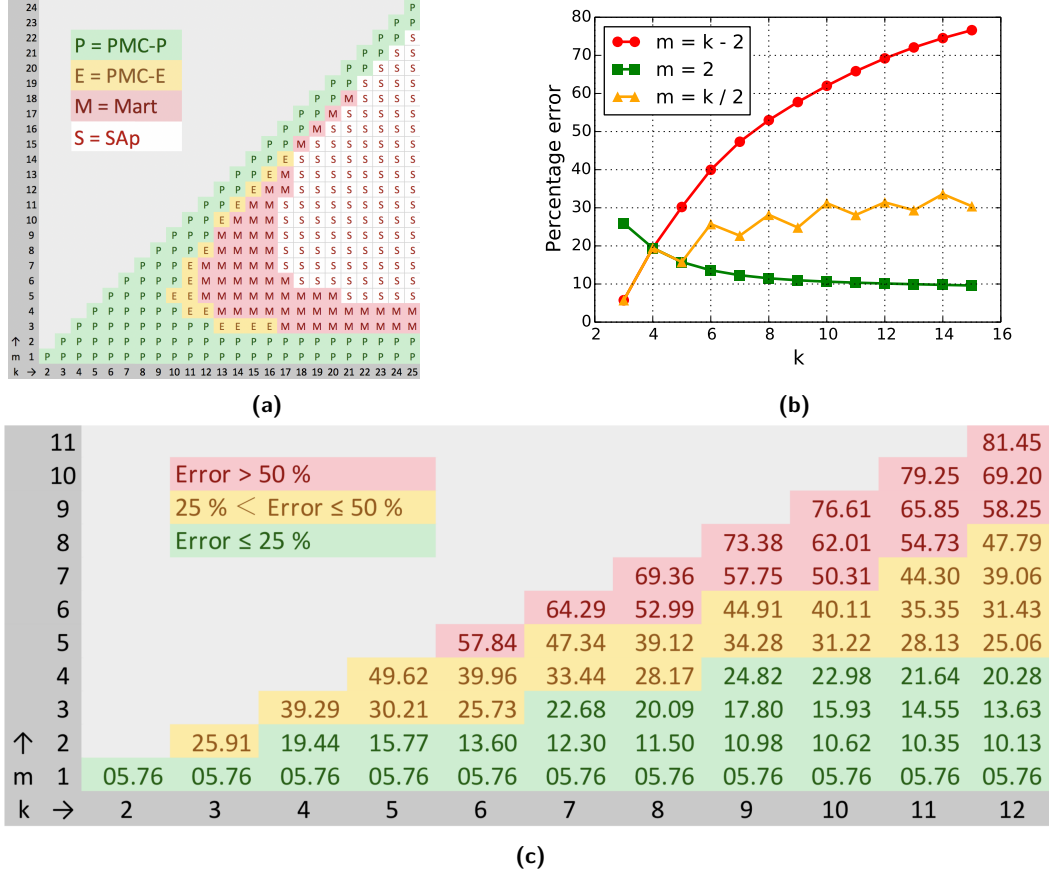 24 P
23 P P
22 P P S
21 P P S S
20 P P S S S
19 P P S S S S
18 P P M S S S S
17 P P M S S S S S
16 P P M S S S S S S
15 P P M S S S S S S S
14 P P E S S S S S S S S
13 P P E M S S S S S S S S
12 P P E M M S S S S S S S S
11 P P E M M S S S S S S S S S
10 P P E M M M S S S S S S S S S
9 P P P M M M M S S S S S S S S S
8 P P P E M M M M S S S S S S S S S
7 P P P E M M M M M S S S S S S S S S
6 P P P P E M M M M M M S S S S S S S S
5 P P P P E E M M M M M M M M M S S S S S
4 P P P P P P E E M M M M M M M M M M M M M
3 P P P P P P P P P E E E E M M M M M M M M M
↑ 2 P P P P P P P P P P P P P P P P P P P P P P P
m 1 P P P P P P P P P P P P P P P P P P P P P P P P
k → 2 3 4 5 6 7 8 9 10 11 12 13 14 15 16 17 18 19 20 21 22 23 24 25
P = PMC-P
E = PMC-E
M = Mart
S = SAp
(a)
Percentage error
80
70
60
50
40
30
20
10
0
2 4 6 8 10 12 14 16
k
m = k - 2
m = 2
m = k / 2
(b)
11 81.45
10 79.25 69.20
9 76.61 65.85 58.25
8 73.38 62.01 54.73 47.79
7 69.36 57.75 50.31 44.30 39.06
6 64.29 52.99 44.91 40.11 35.35 31.43
5 57.84 47.34 39.12 34.28 31.22 28.13 25.06
4 49.62 39.96 33.44 28.17 24.82 22.98 21.64 20.28
3 39.29 30.21 25.73 22.68 20.09 17.80 15.93 14.55 13.63
↑ 2 25.91 19.44 15.77 13.60 12.30 11.50 10.98 10.62 10.35 10.13
m 1 05.76 05.76 05.76 05.76 05.76 05.76 05.76 05.76 05.76 05.76 05.76
k → 2 3 4 5 6 7 8 9 10 11 12
Error > 50 %
25 % < Error ≤ 50 %
Error ≤ 25 %
(c)